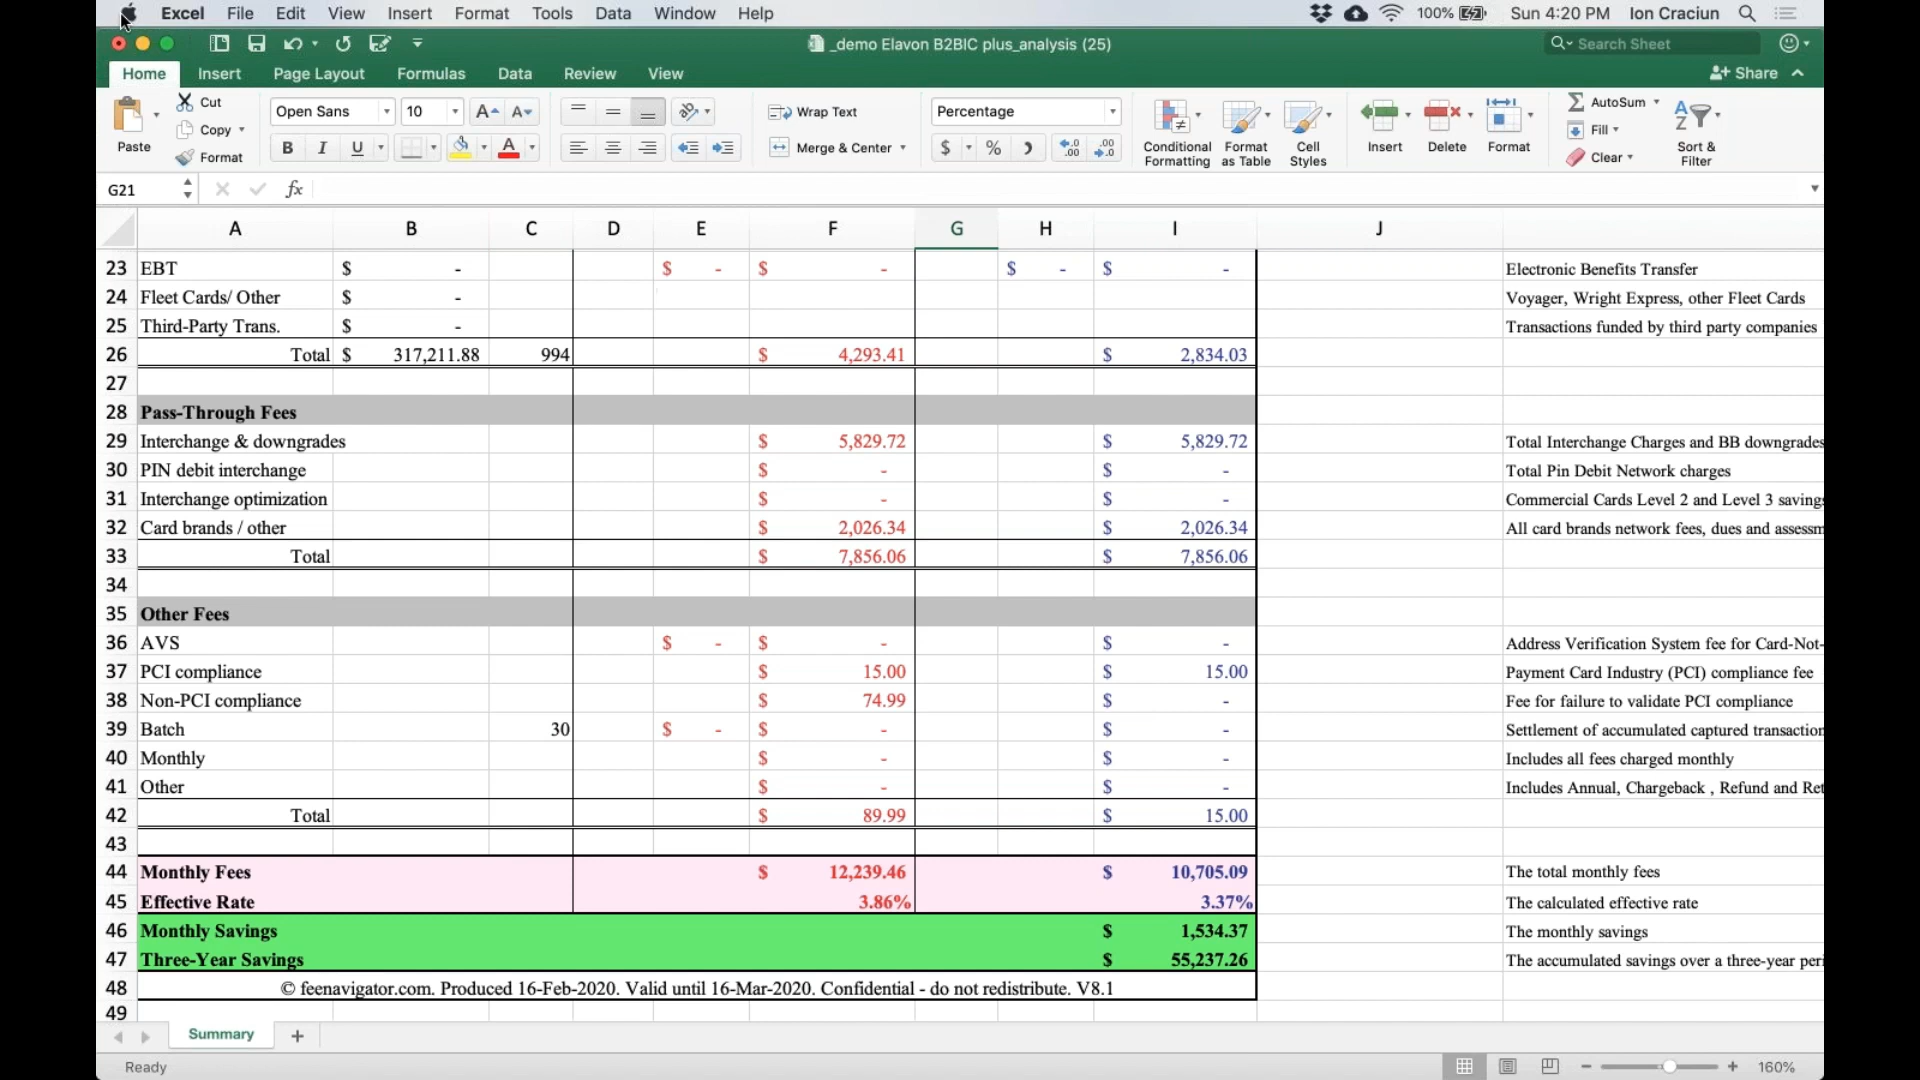 Excel File Edit View Insert Format Tools Data Window Help 100% Sun 4:20 PM Ion Craciun
_demo Elavon B2BIC plus_analysis (25) Search Sheet
Home Insert Page Layout Formulas Data Review View Share
Paste Cut Copy Format Open Sans 10 A A Wrap Text Percentage Conditional Formatting Format as Table Cell Styles Insert Delete Format AutoSum Fill Clear Sort & Filter
B I U A Merge & Center $ % .0 .00 .00 .0
G21 fx
A B C D E F G H I J
23 EBT $ - $ - $ - $ - $ - Electronic Benefits Transfer
24 Fleet Cards/ Other $ - Voyager, Wright Express, other Fleet Cards
25 Third-Party Trans. $ - Transactions funded by third party companies
26 Total $ 317,211.88 994 $ 4,293.41 $ 2,834.03
27
28 Pass-Through Fees
29 Interchange & downgrades $ 5,829.72 $ 5,829.72 Total Interchange Charges and BB downgrades
30 PIN debit interchange $ - $ - Total Pin Debit Network charges
31 Interchange optimization $ - $ - Commercial Cards Level 2 and Level 3 savings
32 Card brands / other $ 2,026.34 $ 2,026.34 All card brands network fees, dues and assessm
33 Total $ 7,856.06 $ 7,856.06
34
35 Other Fees
36 AVS $ - $ - $ - Address Verification System fee for Card-Not-
37 PCI compliance $ 15.00 $ 15.00 Payment Card Industry (PCI) compliance fee
38 Non-PCI compliance $ 74.99 $ - Fee for failure to validate PCI compliance
39 Batch 30 $ - $ - $ - Settlement of accumulated captured transaction
40 Monthly $ - $ - Includes all fees charged monthly
41 Other $ - $ - Includes Annual, Chargeback , Refund and Ret
42 Total $ 89.99 $ 15.00
43
44 Monthly Fees $ 12,239.46 $ 10,705.09 The total monthly fees
45 Effective Rate 3.86% 3.37% The calculated effective rate
46 Monthly Savings $ 1,534.37 The monthly savings
47 Three-Year Savings $ 55,237.26 The accumulated savings over a three-year peri
48 © feenavigator.com. Produced 16-Feb-2020. Valid until 16-Mar-2020. Confidential - do not redistribute. V8.1
49
Summary +
Ready 160%